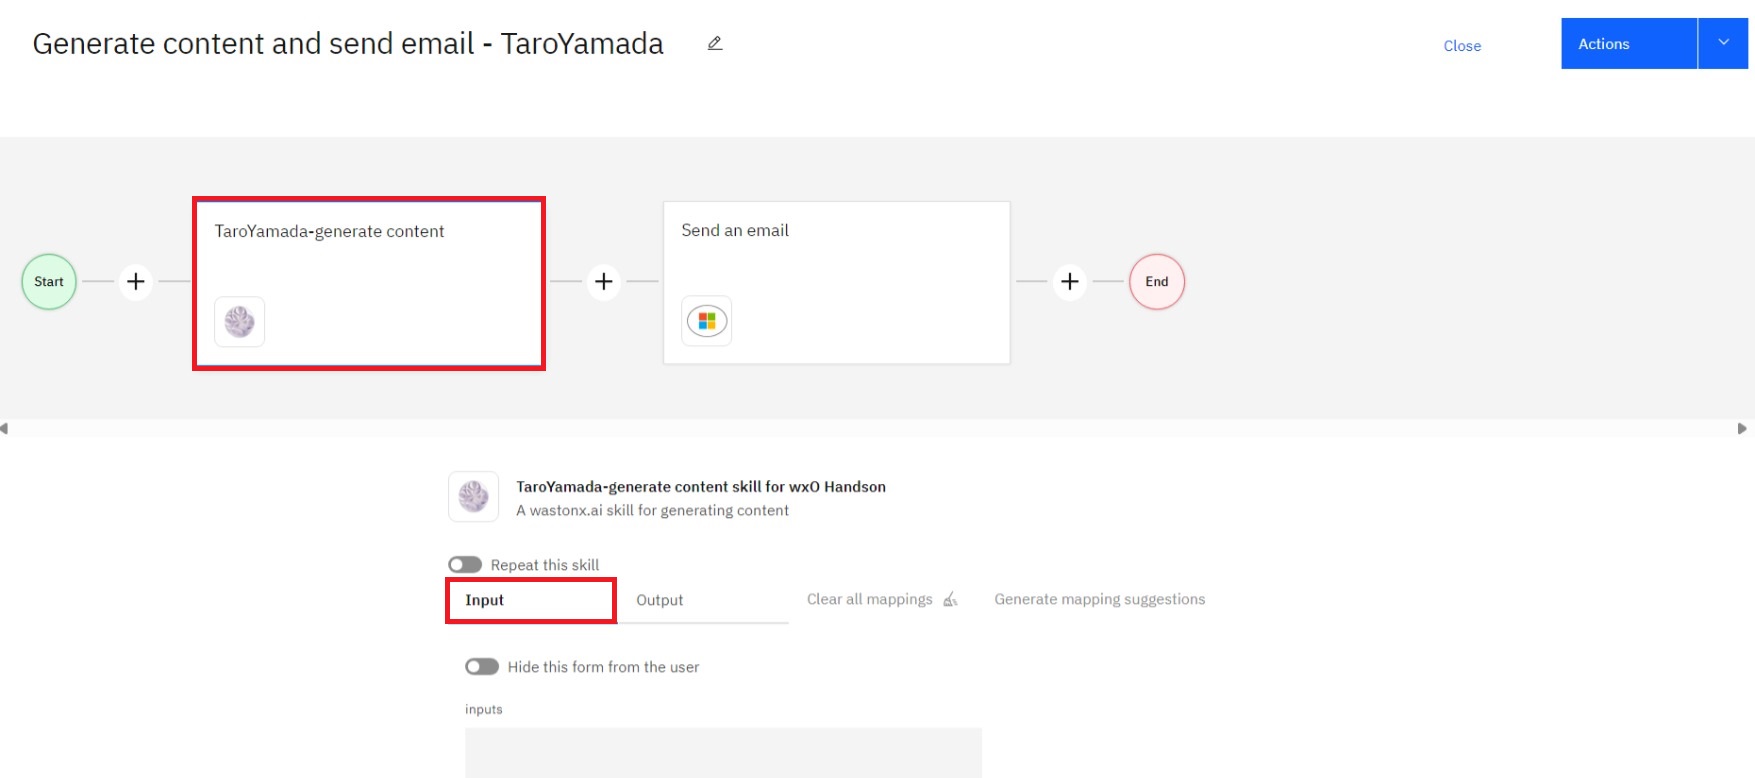 Generate content and send email - TaroYamada
Close
Actions
TaroYamada-generate content
Send an email
Start
End
TaroYamada-generate content skill for wxO Handson
A wastonx.ai skill for generating content
Repeat this skill
Input
Output
Clear all mappings
Generate mapping suggestions
Hide this form from the user
inputs